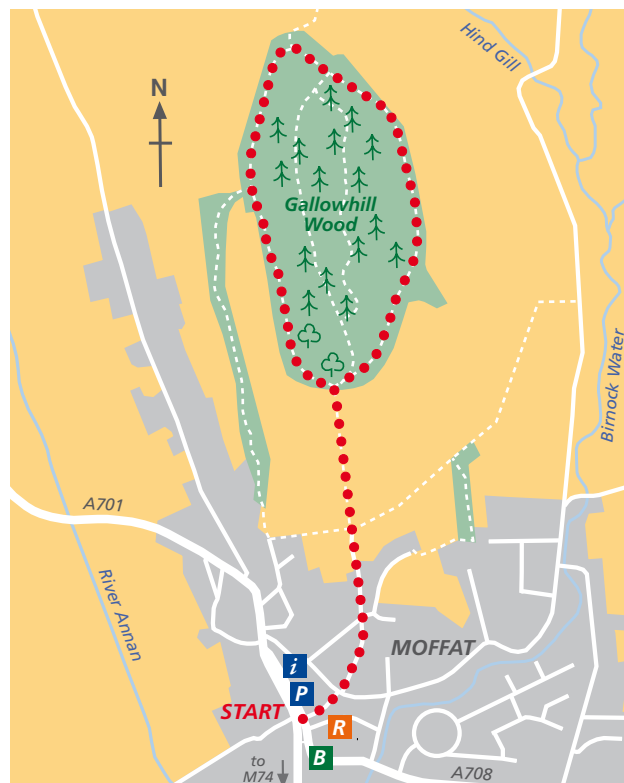 Hind Gill
N
Gallowhill
Wood
Birnock Water
A701
River Annan
MOFFAT
i
P
START
R
B
to
M74
A708